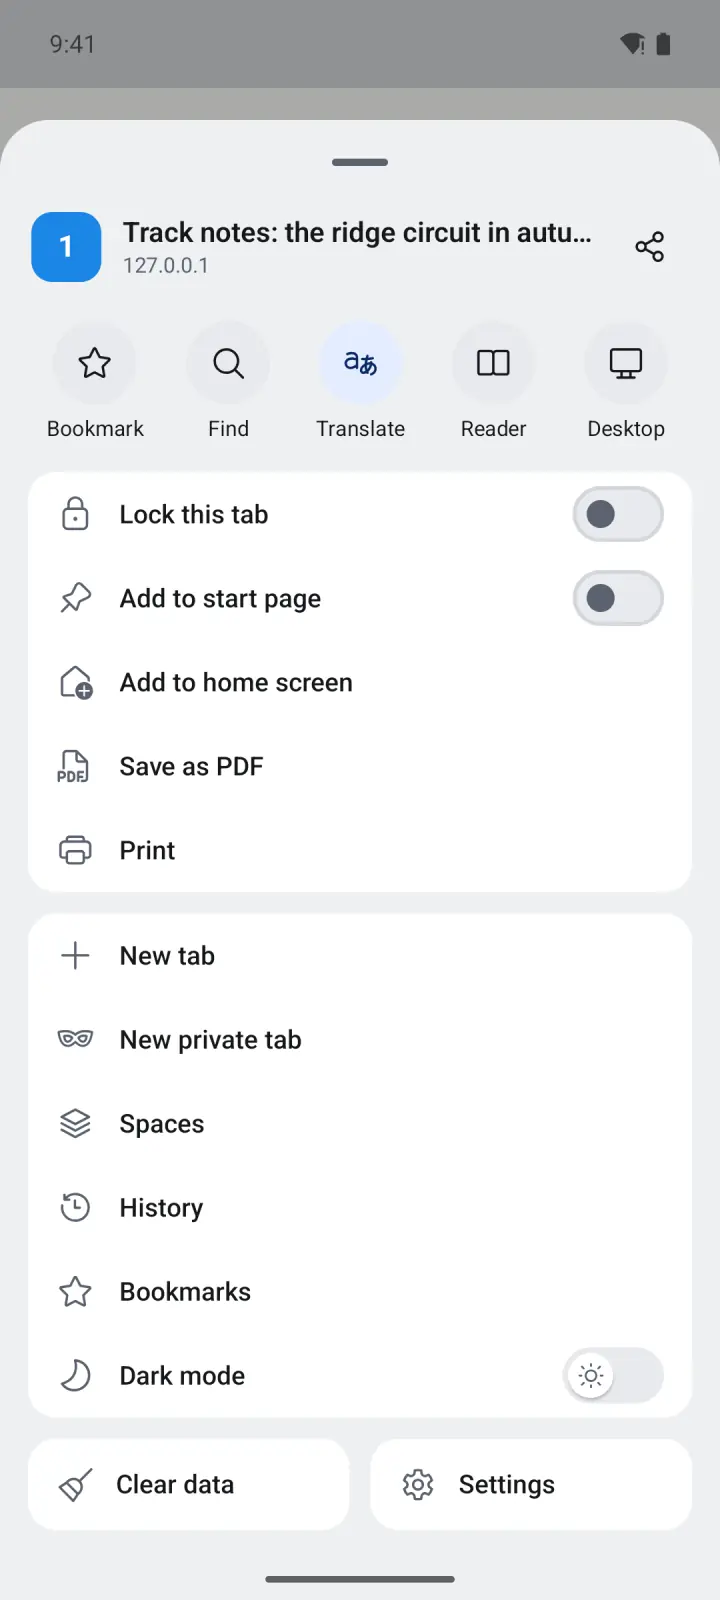 9:41
1
Track notes: the ridge circuit in autu...
127.0.0.1
Bookmark
Find
aあ
Translate
Reader
Desktop
Lock this tab
Add to start page
Add to home screen
PDF
Save as PDF
Print
New tab
New private tab
Spaces
History
Bookmarks
Dark mode
Clear data
Settings